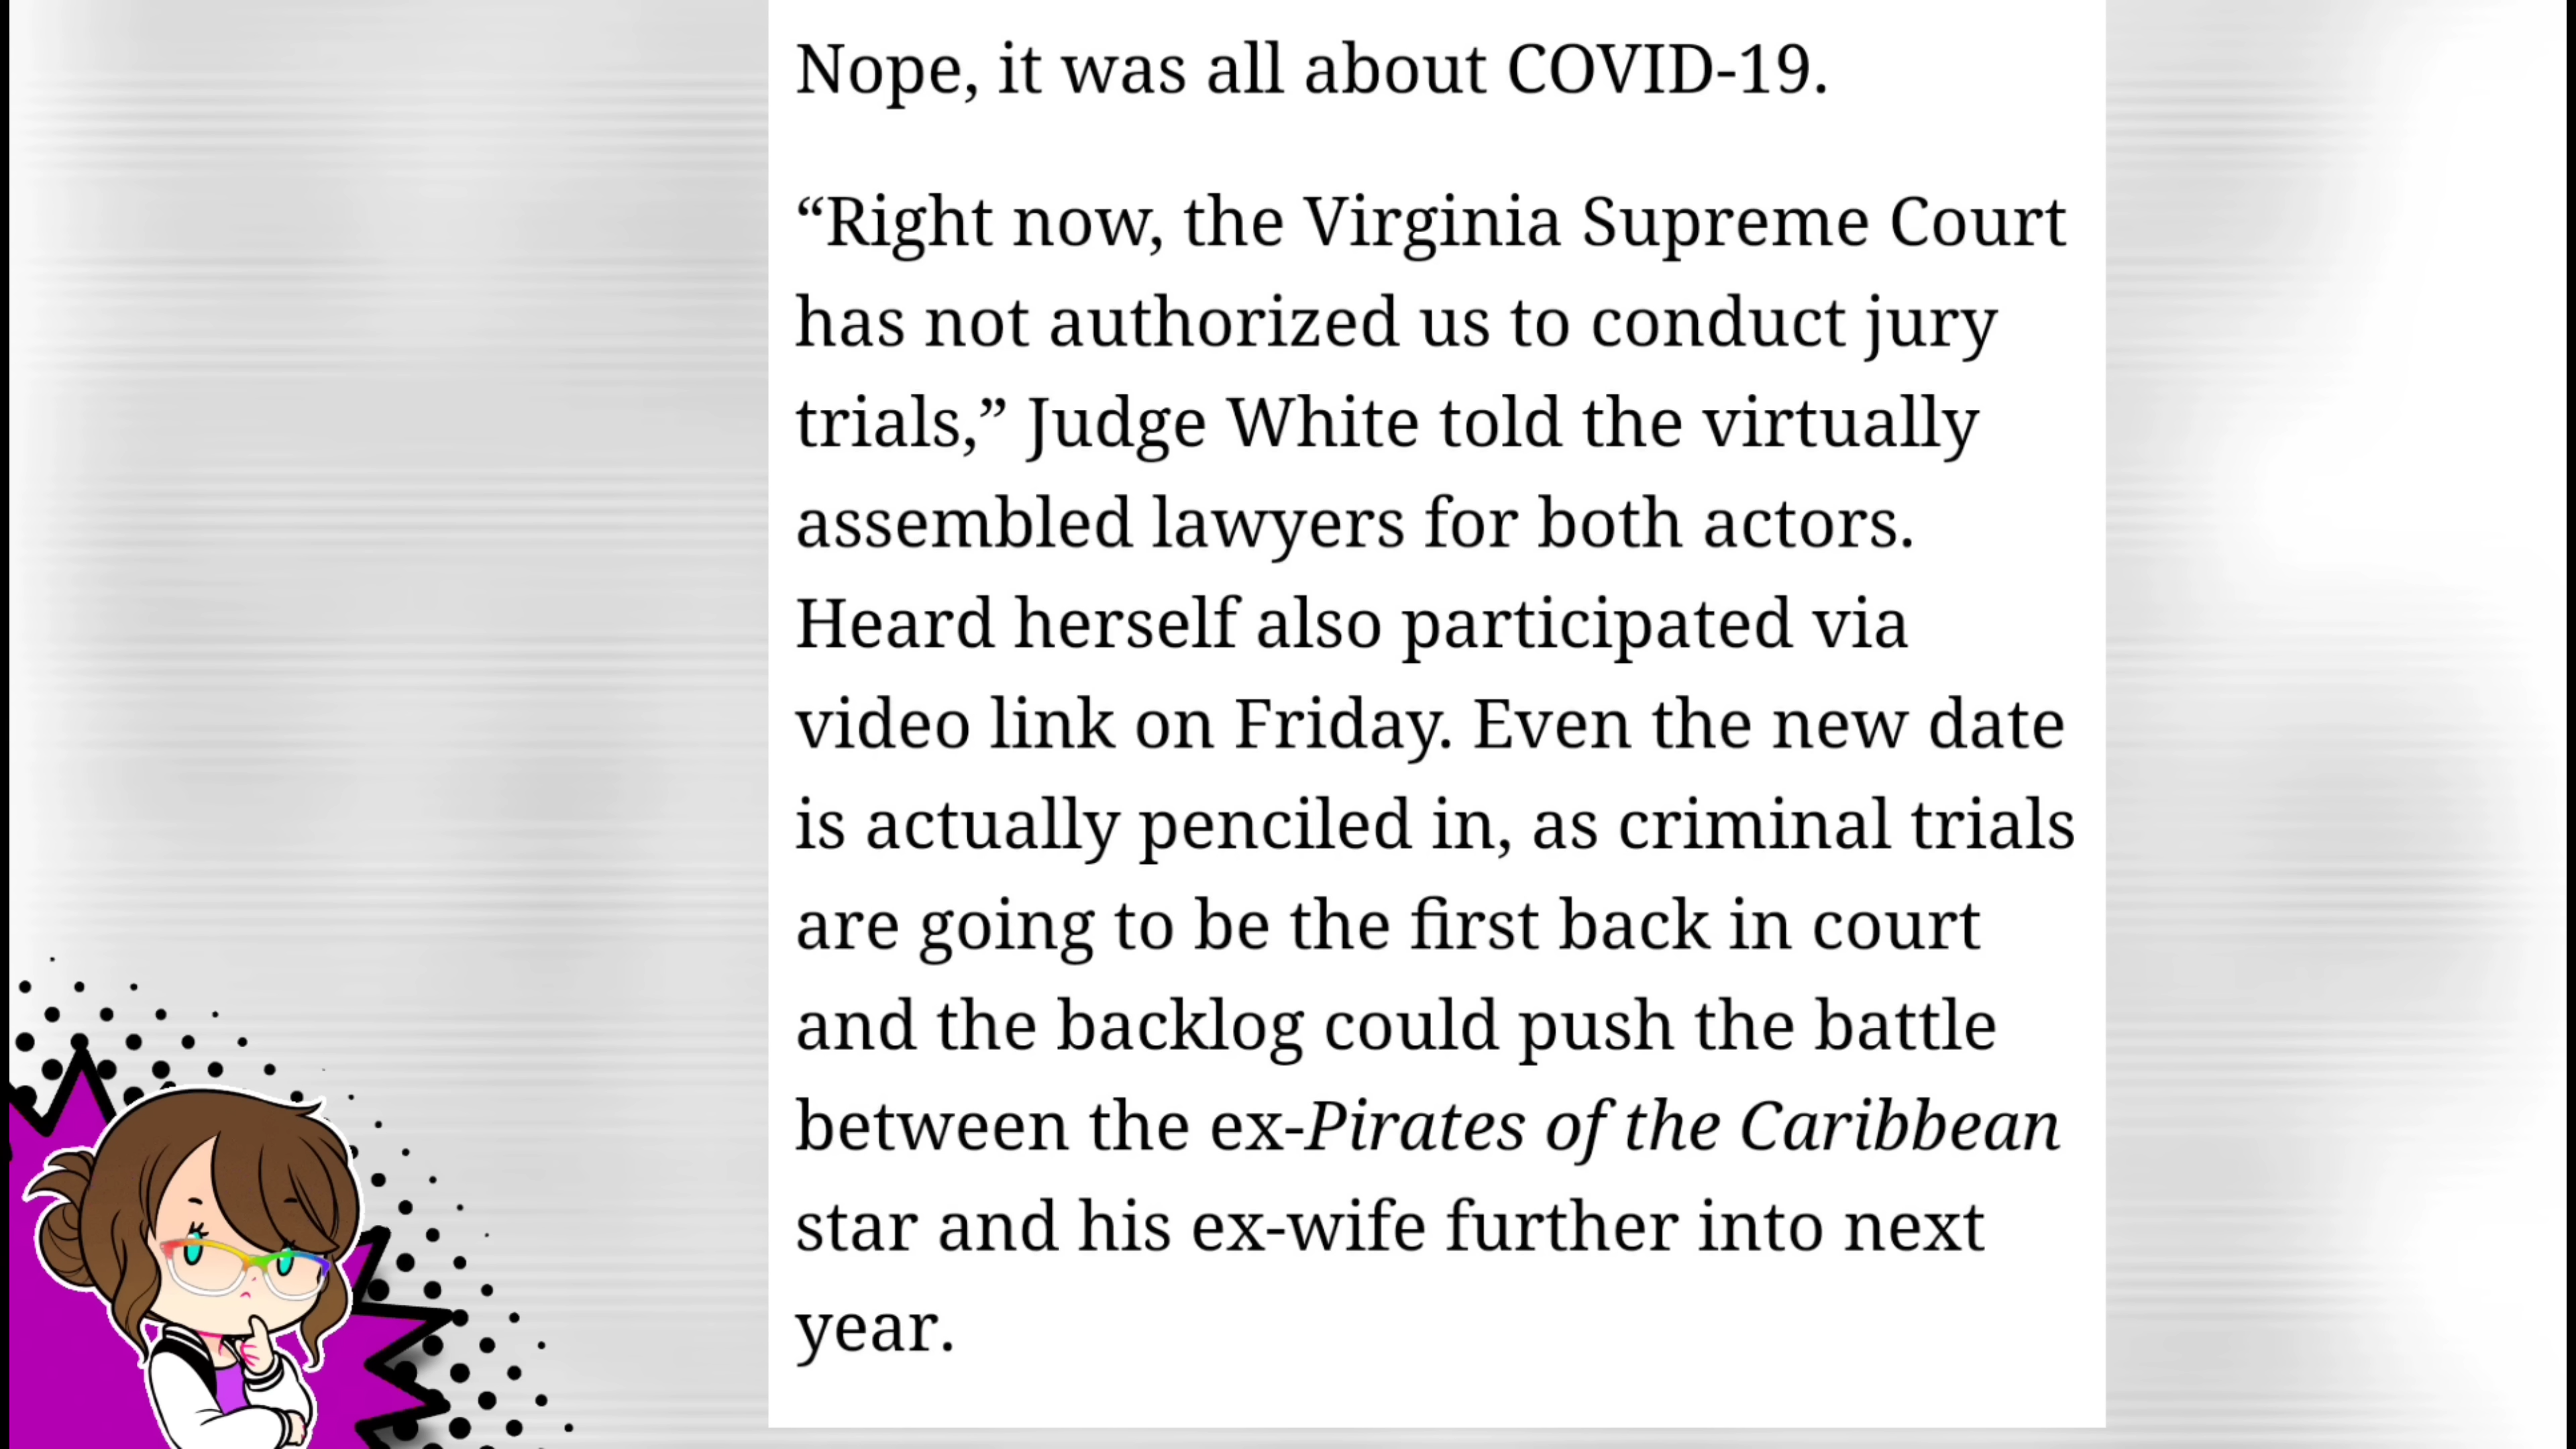 Nope, it was all about COVID-19.
“Right now, the Virginia Supreme Court
has not authorized us to conduct jury
trials,” Judge White told the virtually
assembled lawyers for both actors.
Heard herself also participated via
video link on Friday. Even the new date
is actually penciled in, as criminal trials
are going to be the first back in court
and the backlog could push the battle
between the ex-Pirates of the Caribbean
star and his ex-wife further into next
year.